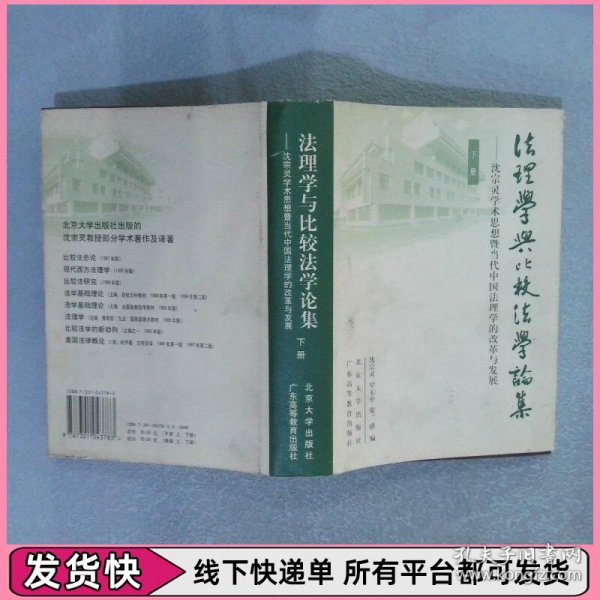 北京大学出版社出版的
沈宗灵教授部分学术著作及译著
比较法总论
现代西方法理学
比较法研究
法学基础理论
法学基础理论
法理学
比较法学的新动向
美国法律概论
ISBN 7-301-04378-3
9787301043783
法理学与比较法学论集
——沈宗灵学术思想暨当代中国法理学的改革与发展
下册
北京大学出版社
广东高等教育出版社
法理學與比較法學論集
——沈宗灵学术思想暨当代中国法理学的改革与发展
下册
北京大学出版社
广东高等教育出版社
孔夫子旧书网
kongfz.com
发货快
线下快递单 所有平台都可发货